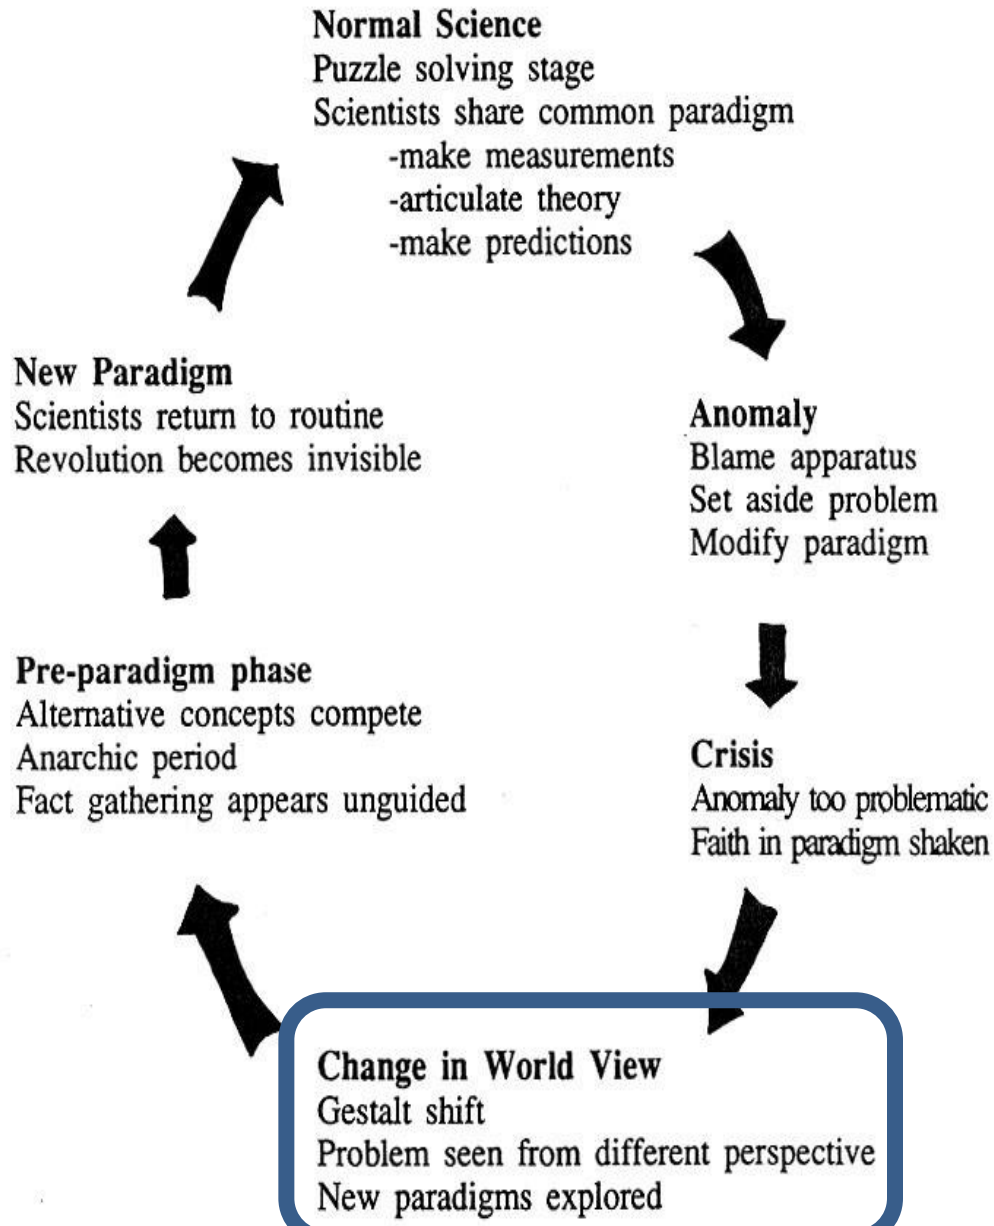 Normal Science
Puzzle solving stage
Scientists share common paradigm
-make measurements
-articulate theory
-make predictions
Anomaly
Blame apparatus
Set aside problem
Modify paradigm
Crisis
Anomaly too problematic
Faith in paradigm shaken
Change in World View
Gestalt shift
Problem seen from different perspective
New paradigms explored
Pre-paradigm phase
Alternative concepts compete
Anarchic period
Fact gathering appears unguided
New Paradigm
Scientists return to routine
Revolution becomes invisible